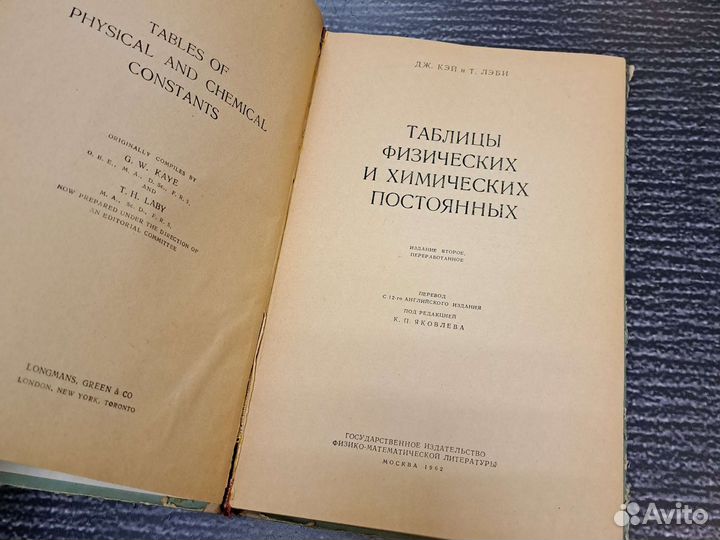 TABLES OF
PHYSICAL AND CHEMICAL
CONSTANTS
ORIGINALLY COMPILED BY
G. W. KAYE
O. B. E., M. A., D. Sc., F. R. S.
AND
T. H. LABY
M. A., Sc. D., F. R. S.
NOW PREPARED UNDER THE DIRECTION OF
AN EDITORIAL COMMITTEE
LONGMANS, GREEN & CO
LONDON, NEW YORK, TORONTO
ДЖ. КЭЙ и Т. ЛЭБИ
ТАБЛИЦЫ
ФИЗИЧЕСКИХ
И ХИМИЧЕСКИХ
ПОСТОЯННЫХ
ИЗДАНИЕ ВТОРОЕ,
ПЕРЕРАБОТАННОЕ
ПЕРЕВОД
С 12-го АНГЛИЙСКОГО ИЗДАНИЯ
ПОД РЕДАКЦИЕЙ
К. П. ЯКОВЛЕВА
ГОСУДАРСТВЕННОЕ ИЗДАТЕЛЬСТВО
ФИЗИКО-МАТЕМАТИЧЕСКОЙ ЛИТЕРАТУРЫ
МОСКВА 1962
Avito